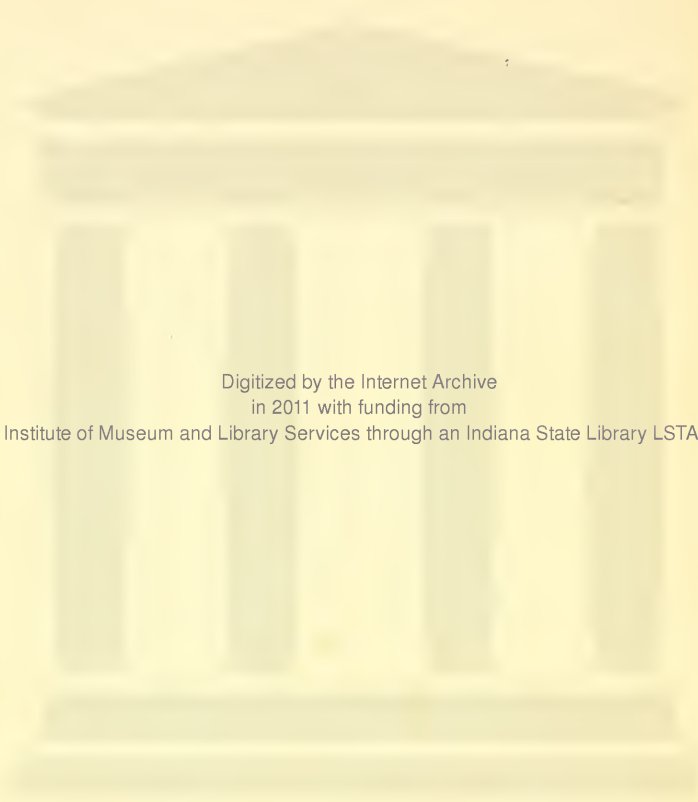 Digitized by the Internet Archive
in 2011 with funding from
Institute of Museum and Library Services through an Indiana State Library LSTA